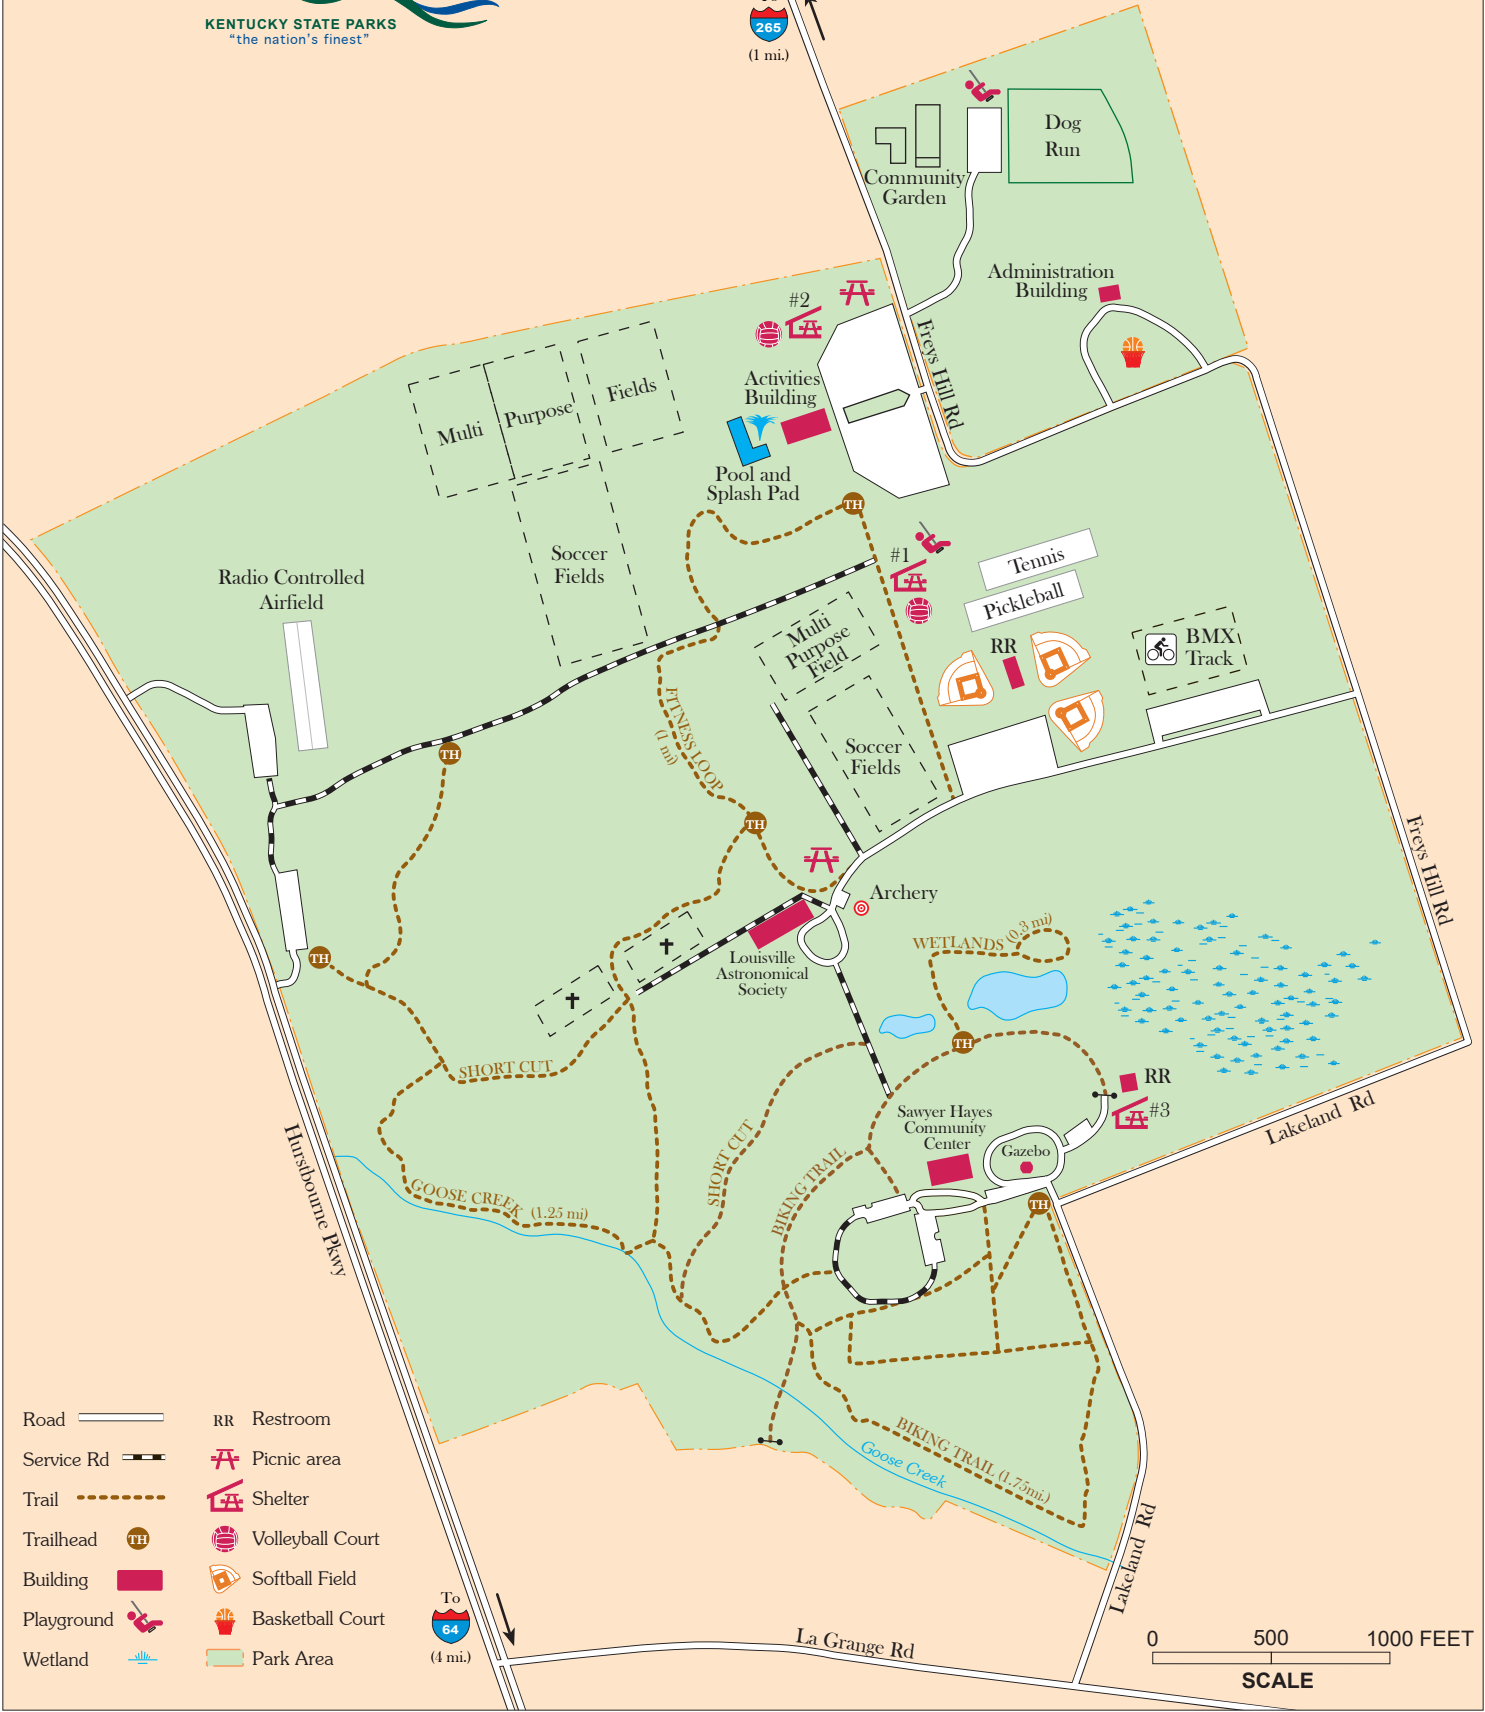 KENTUCKY STATE PARKS
“the nation’s finest”
265
(1 mi.)
Dog
Run
Community
Garden
Administration
Building
#2
Freys Hill Rd
Activities
Building
Fields
Purpose
Multi
Pool and
Splash Pad
TH
Soccer
Fields
#1
Tennis
Pickleball
Radio Controlled
Airfield
Multi
Purpose
Field
RR
BMX
Track
FITNESS LOOP
(1 mi)
Soccer
Fields
TH
TH
Freys Hill Rd
Archery
WETLANDS (0.3 mi)
TH
Louisville
Astronomical
Society
TH
SHORT CUT
RR
#3
Sawyer Hayes
Community
Center
Gazebo
Lakeland Rd
Hurstbourne Pkwy
SHORT CUT
BIKING TRAIL
GOOSE CREEK (1.25 mi)
TH
BIKING TRAIL (1.75mi.)
Goose Creek
Lakeland Rd
Road
Service Rd
Trail
Trailhead TH
Building
Playground
Wetland
RR Restroom
Picnic area
Shelter
Volleyball Court
Softball Field
Basketball Court
Park Area
To
64
(4 mi.)
La Grange Rd
0 500 1000 FEET
SCALE